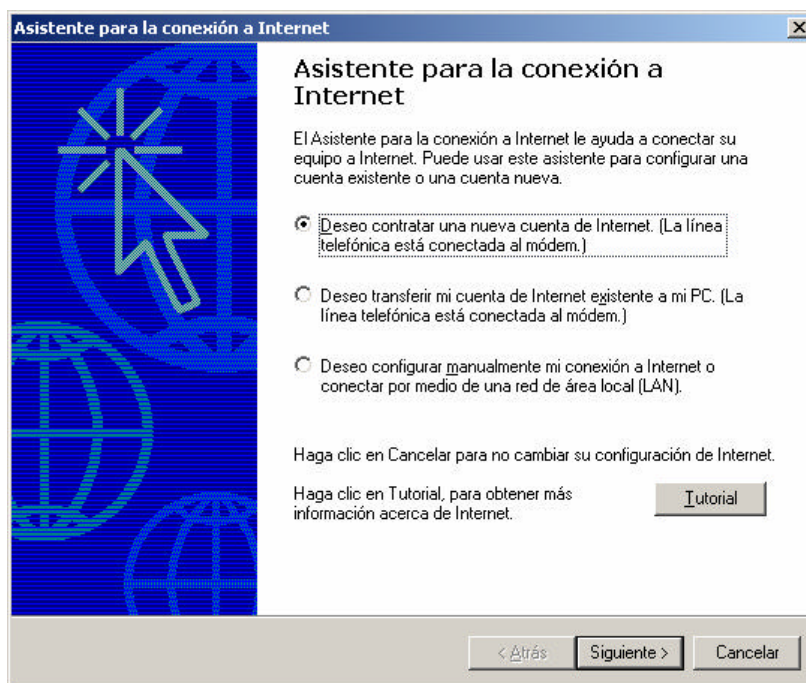 Asistente para la conexión a Internet
Asistente para la conexión a
Internet
El Asistente para la conexión a Internet le ayuda a conectar su
equipo a Internet. Puede usar este asistente para configurar una
cuenta existente o una cuenta nueva.
Deseo contratar una nueva cuenta de Internet. (La línea
telefónica está conectada al módem.)
Deseo transferir mi cuenta de Internet existente a mi PC. (La
línea telefónica está conectada al módem.)
Deseo configurar manualmente mi conexión a Internet o
conectar por medio de una red de área local (LAN).
Haga clic en Cancelar para no cambiar su configuración de Internet.
Haga clic en Tutorial, para obtener más
información acerca de Internet.
Tutorial
< Atrás
Siguiente >
Cancelar